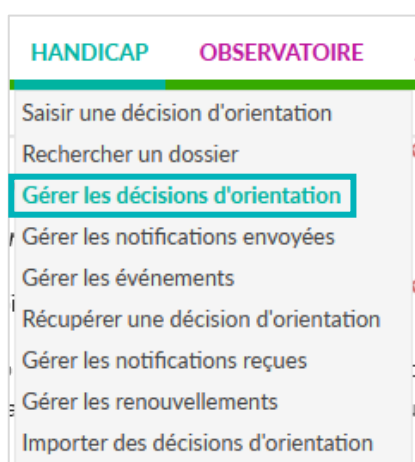 HANDICAP OBSERVATOIRE
Saisir une décision d'orientation
Rechercher un dossier
Gérer les décisions d'orientation
Gérer les notifications envoyées
Gérer les événements
Récupérer une décision d'orientation
Gérer les notifications reçues
Gérer les renouvellements
Importer des décisions d'orientation